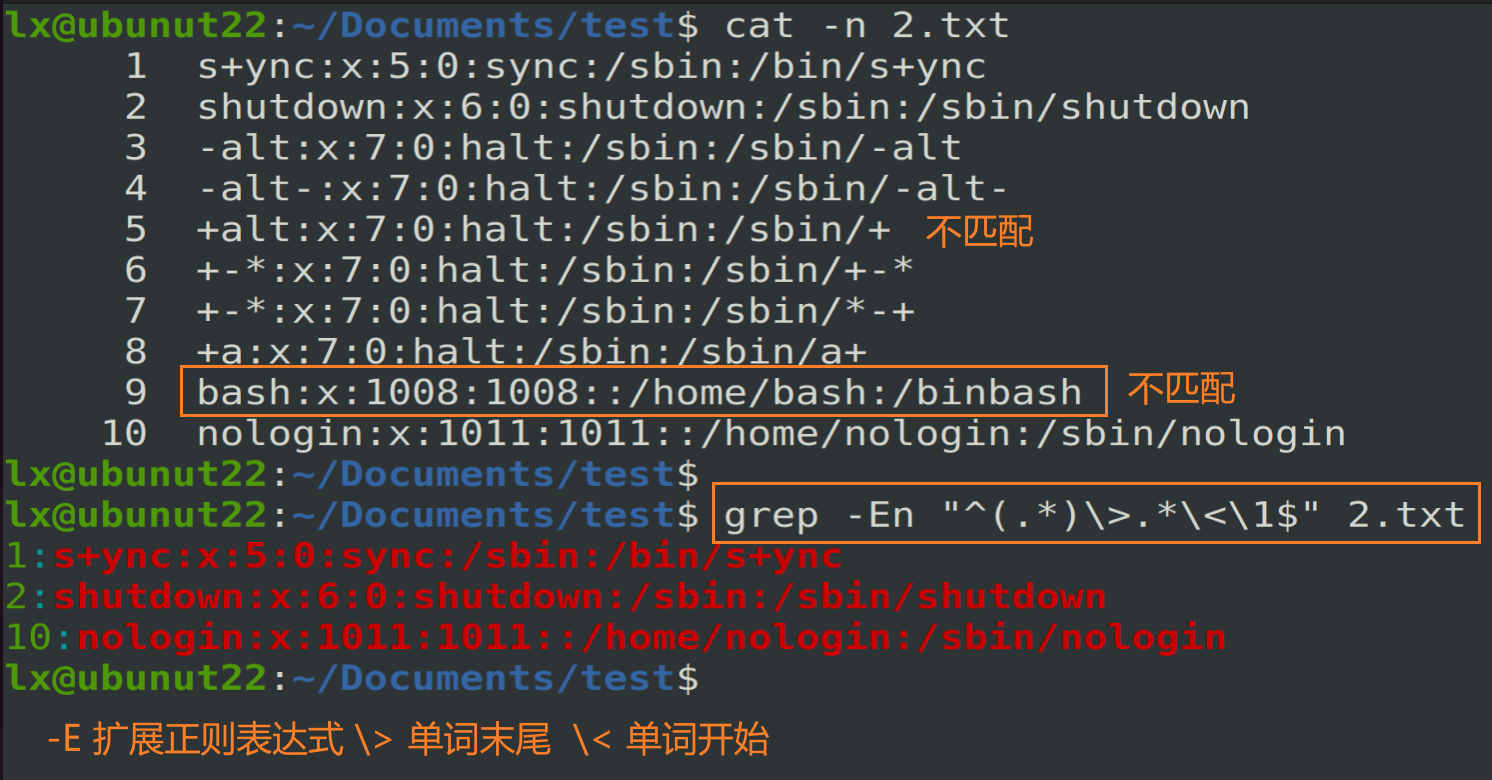 lx@ubunut22:~/Documents/test$ cat -n 2.txt
1 s+ync:x:5:0:sync:/sbin:/bin/s+ync
2 shutdown:x:6:0:shutdown:/sbin:/sbin/shutdown
3 -alt:x:7:0:halt:/sbin:/sbin/-alt
4 -alt-:x:7:0:halt:/sbin:/sbin/-alt-
5 +alt:x:7:0:halt:/sbin:/sbin/+ 不匹配
6 +-*:x:7:0:halt:/sbin:/sbin/+-*
7 +-*:x:7:0:halt:/sbin:/sbin/*-+
8 +a:x:7:0:halt:/sbin:/sbin/a+
9 bash:x:1008:1008::/home/bash:/binbash 不匹配
10 nologin:x:1011:1011::/home/nologin:/sbin/nologin
lx@ubunut22:~/Documents/test$
lx@ubunut22:~/Documents/test$ grep -En "^(.*)\>.*\<\1$" 2.txt
1:s+ync:x:5:0:sync:/sbin:/bin/s+ync
2:shutdown:x:6:0:shutdown:/sbin:/sbin/shutdown
10:nologin:x:1011:1011::/home/nologin:/sbin/nologin
lx@ubunut22:~/Documents/test$
-E 扩展正则表达式 \> 单词末尾 \< 单词开始